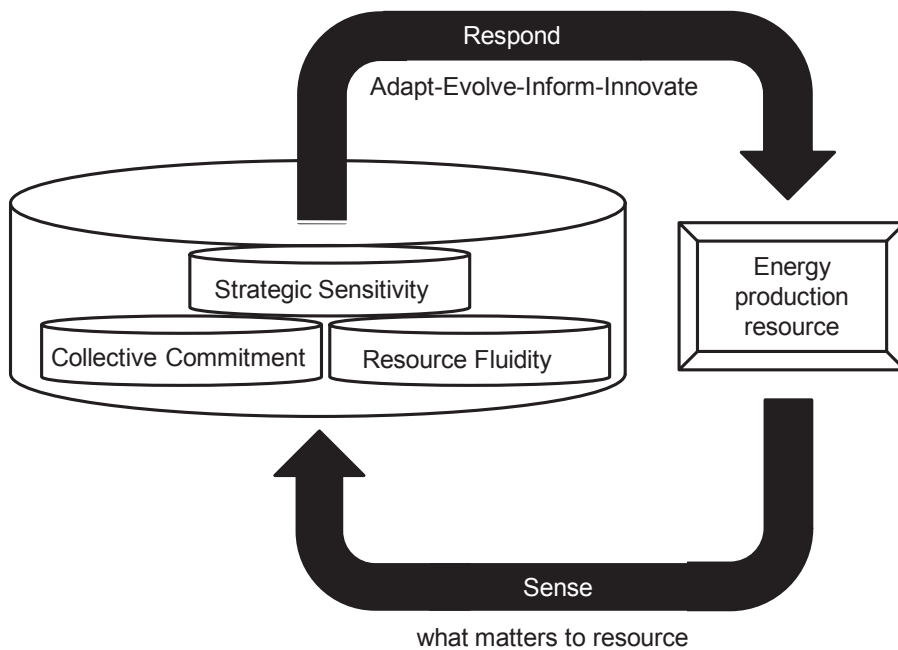 Respond
Adapt-Evolve-Inform-Innovate
Strategic Sensitivity
Collective Commitment
Resource Fluidity
Energy
production
resource
Sense
what matters to resource